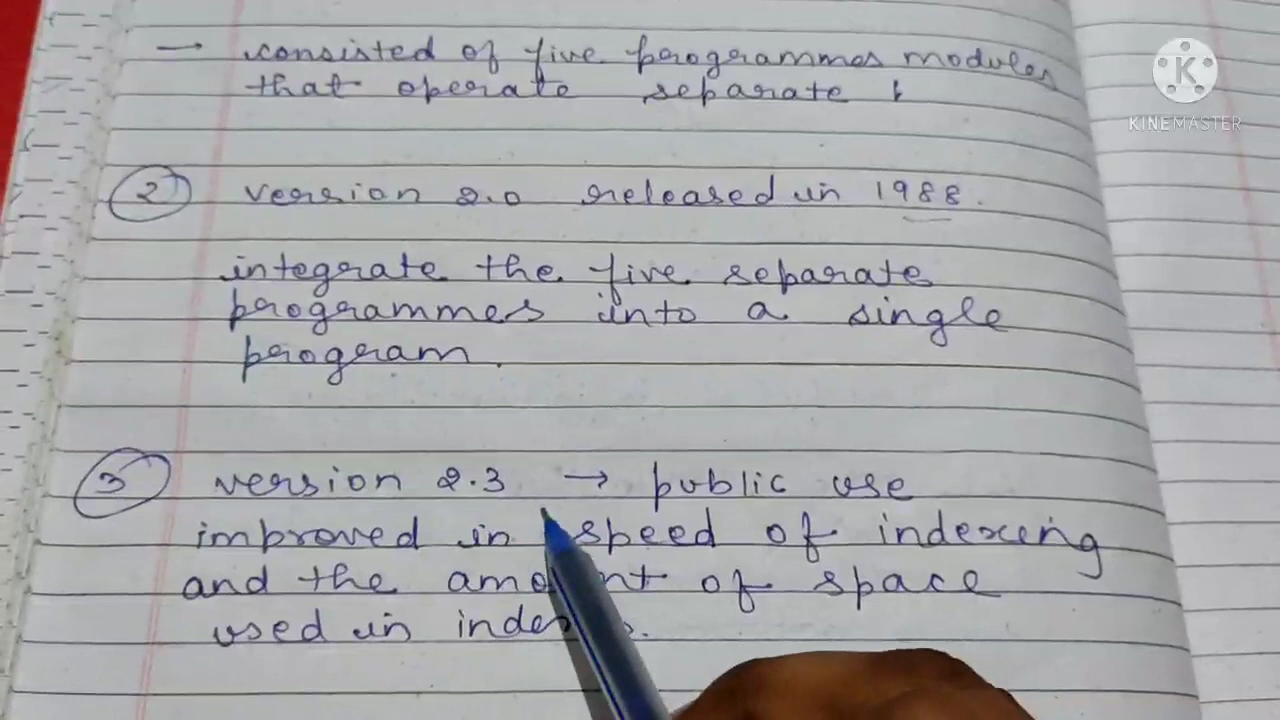 → consisted of five programmes modules
that operate separate
② version 2.0 released in 1988.
integrate the five separate
programmes into a single
program.
③ version 2.3 → public use
improved in speed of indexing
and the amount of space
used in
KINEMASTER